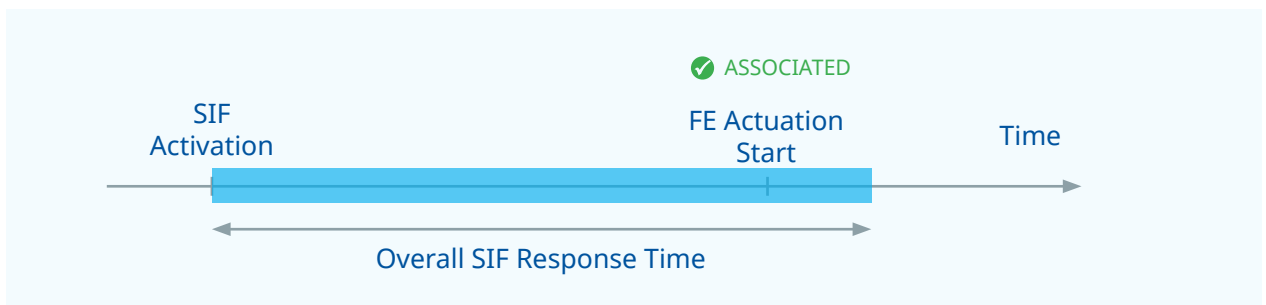 ASSOCIATED
SIF
Activation
FE Actuation
Start
Time
Overall SIF Response Time